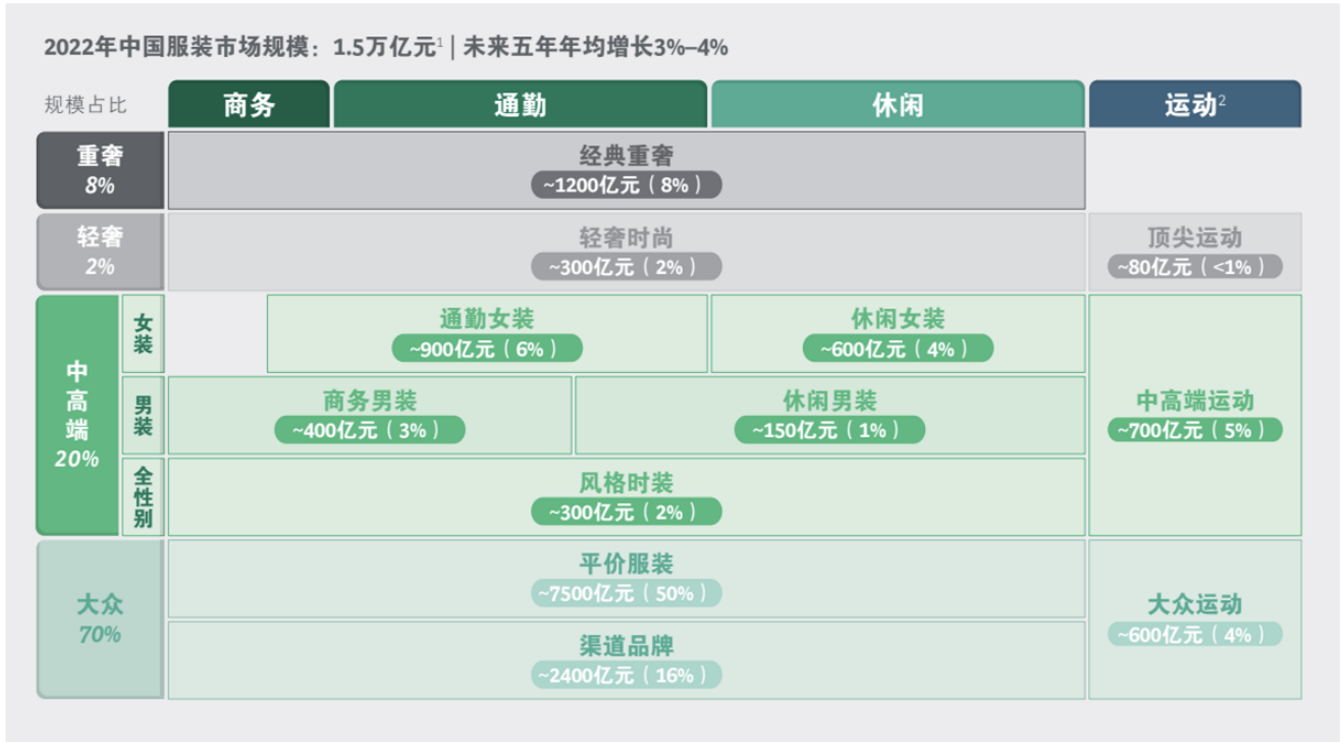 2022年中国服装市场规模：1.5万亿元¹ | 未来五年年均增长3%–4%
规模占比
商务
通勤
休闲
运动²
重奢
8%
经典重奢
~1200亿元（8%）
轻奢
2%
轻奢时尚
~300亿元（2%）
顶尖运动
~80亿元（<1%）
中高端
20%
女装
通勤女装
~900亿元（6%）
休闲女装
~600亿元（4%）
男装
商务男装
~400亿元（3%）
休闲男装
~150亿元（1%）
中高端运动
~700亿元（5%）
全性别
风格时装
~300亿元（2%）
大众
70%
平价服装
~7500亿元（50%）
渠道品牌
~2400亿元（16%）
大众运动
~600亿元（4%）